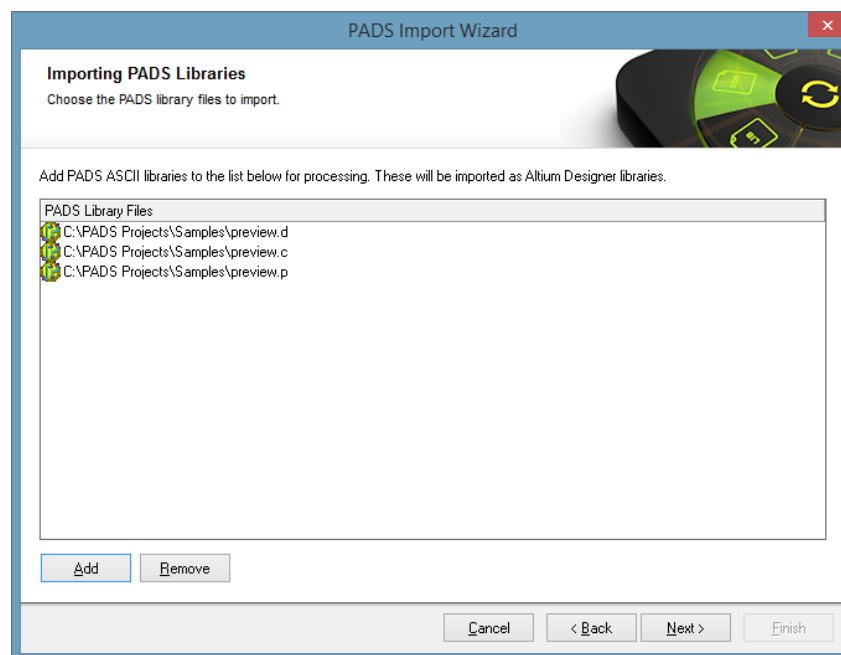 PADS Import Wizard
Importing PADS Libraries
Choose the PADS library files to import.
Add PADS ASCII libraries to the list below for processing. These will be imported as Altium Designer libraries.
PADS Library Files
C:\PADS Projects\Samples\preview.d
C:\PADS Projects\Samples\preview.c
C:\PADS Projects\Samples\preview.p
Add Remove
Cancel < Back Next > Finish